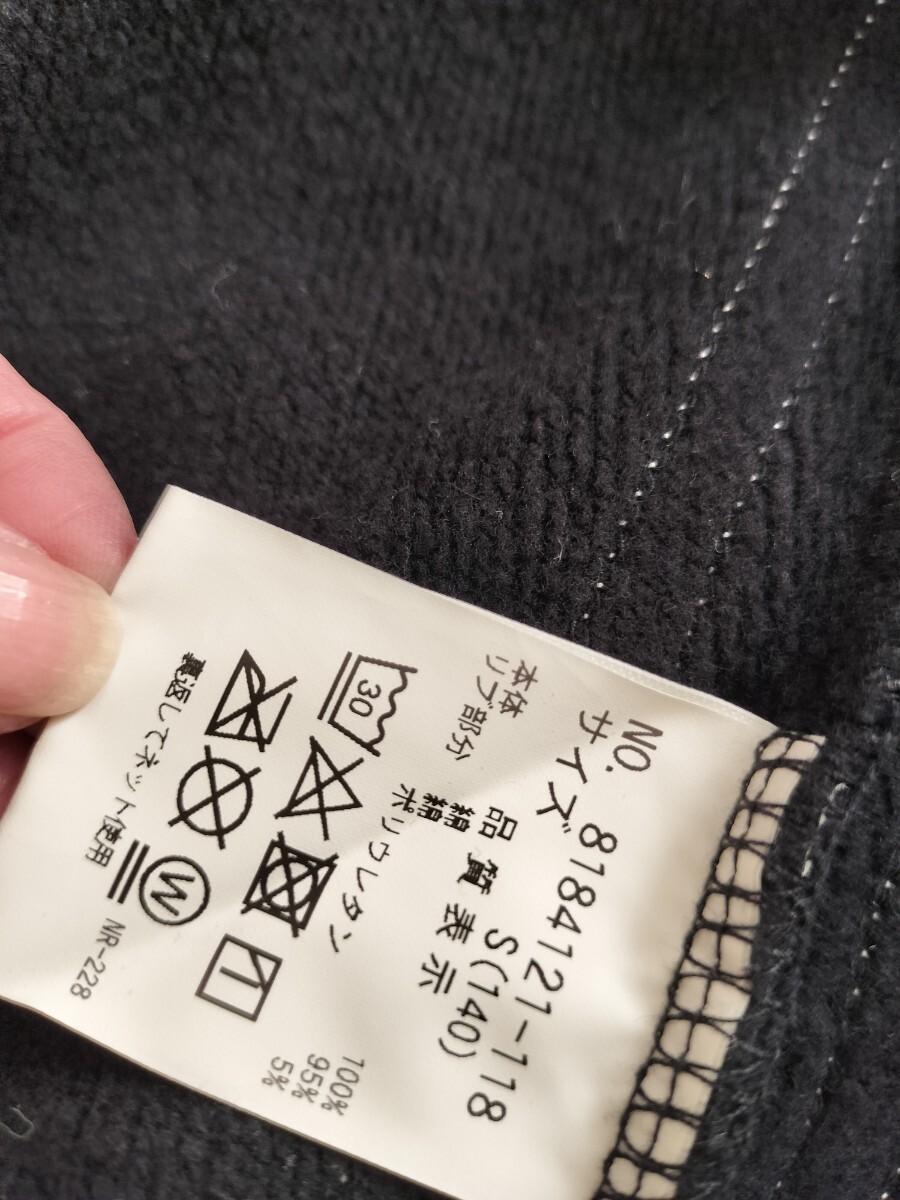 NO. 8184121-118
サイズ S(140)
品質表示
本体 綿 100%
リブ部分 綿 95%
ポリウレタン 5%
30
W
裏返してネット使用
NR-228